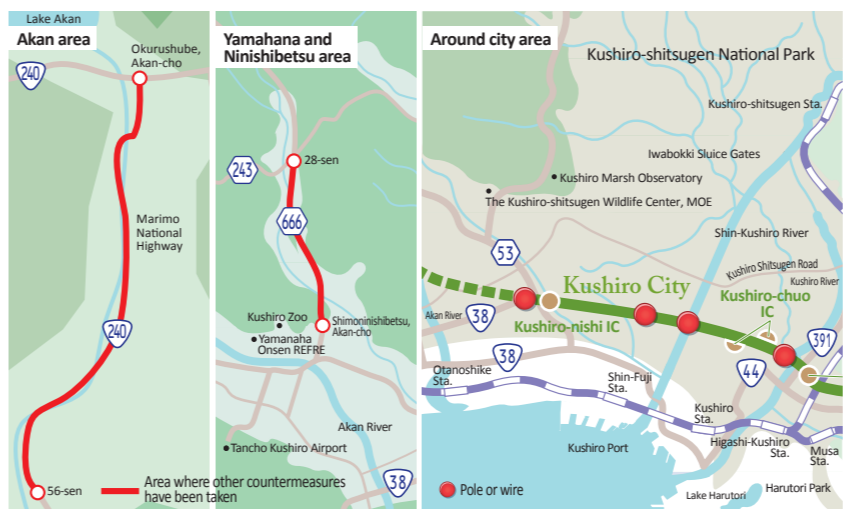 Lake Akan
Akan area
Okurushube,
Akan-cho
240
Marimo
National
Highway
240
56-sen
Area where other countermeasures
have been taken
Yamahana and
Ninishibetsu area
28-sen
243
666
Kushiro Zoo
Shimoninishibetsu,
Akan-cho
Yamanaha
Onsen REFRE
Akan River
Tancho Kushiro Airport
38
Around city area
Kushiro-shitsugen National Park
Kushiro-shitsugen Sta.
Iwabokki Sluice Gates
Kushiro Marsh Observatory
The Kushiro-shitsugen Wildlife Center, MOE
Shin-Kushiro River
53
Kushiro Shitsugen Road
Kushiro River
Kushiro City
Kushiro-chuo
IC
Akan River
38
Kushiro-nishi IC
391
38
44
Otanoshike
Sta.
Shin-Fuji
Sta.
Kushiro
Sta.
Kushiro Port
Higashi-Kushiro
Sta.
Musa
Sta.
Pole or wire
Lake Harutori
Harutori Park